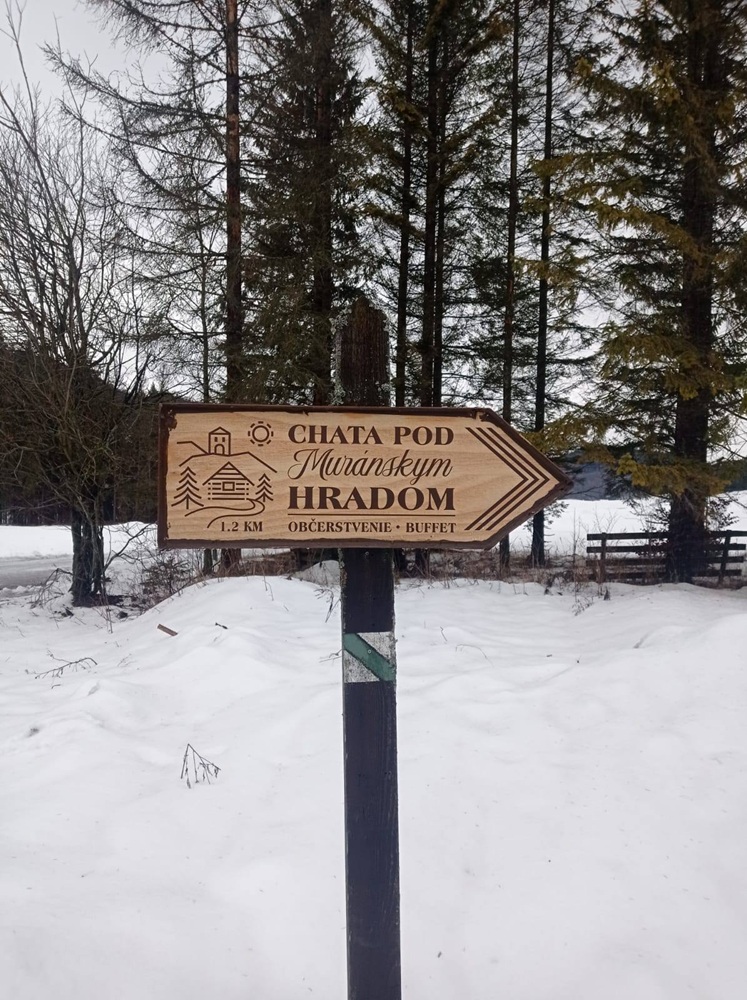 CHATA POD
Muránskym
HRADOM
1.2 KM
OBČERSTVENIE • BUFFET